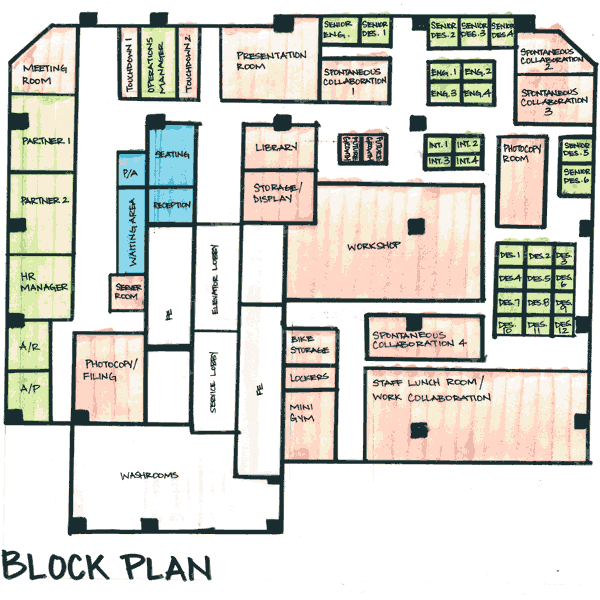 SENIOR ENG.
SENIOR DES. 1
SENIOR DES. 2
SENIOR DES. 3
SENIOR DES. 4
MEETING ROOM
TOUCHDOWN 1
OPERATIONS MANAGER
TOUCHDOWN 2
PRESENTATION ROOM
SPONTANEOUS COLLABORATION 1
ENG. 1
ENG. 2
ENG. 3
ENG. 4
SPONTANEOUS COLLABORATION 2
SPONTANEOUS COLLABORATION 3
PARTNER 1
SEATING
LIBRARY
FUTURE GROWTH
INT. 1
INT. 2
INT. 3
INT. 4
PHOTOCOPY ROOM
SENIOR DES. 5
SENIOR DES. 6
P/A
PARTNER 2
WAITING AREA
RECEPTION
STORAGE/ DISPLAY
WORKSHOP
HR MANAGER
SERVER ROOM
FE
ELEVATOR LOBBY
DES. 1
DES. 2
DES. 3
DES. 4
DES. 5
DES. 6
DES. 7
DES. 8
DES. 9
DES. 10
DES. 11
DES. 12
A/R
A/P
PHOTOCOPY/ FILING
SERVICE LOBBY
FE
BIKE STORAGE
LOCKERS
MINI GYM
SPONTANEOUS COLLABORATION 4
STAFF LUNCH ROOM/ WORK COLLABORATION
WASHROOMS
BLOCK PLAN